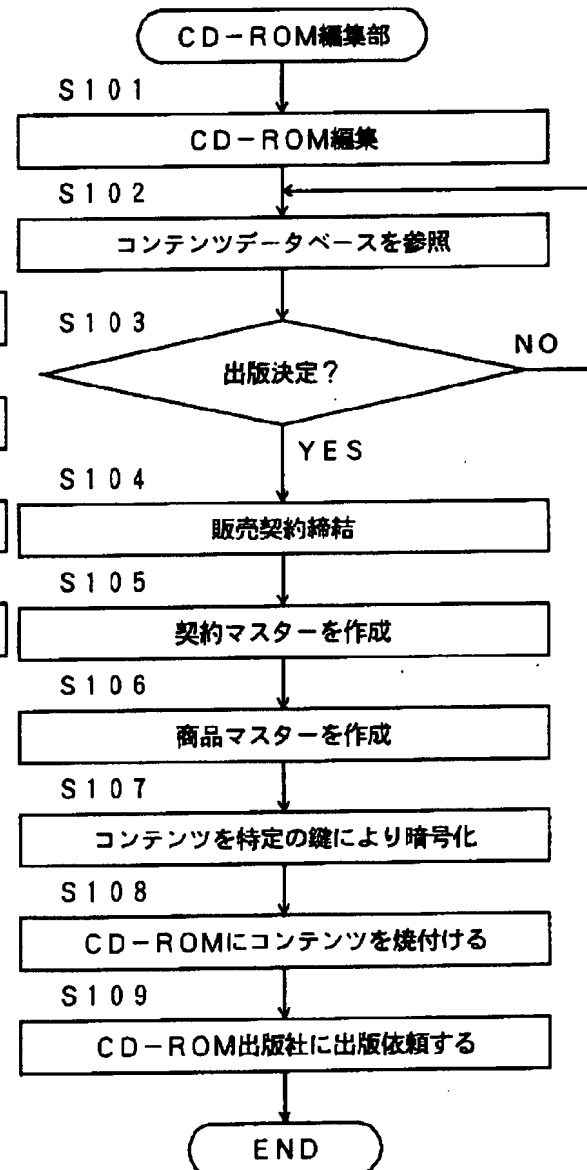 CD-ROM編集部
S101
CD-ROM編集
S102
コンテンツデータベースを参照
S103
出版決定?
NO
YES
S104
販売契約締結
S105
契約マスターを作成
S106
商品マスターを作成
S107
コンテンツを特定の鍵により暗号化
S108
CD-ROMにコンテンツを焼付ける
S109
CD-ROM出版社に出版依頼する
END